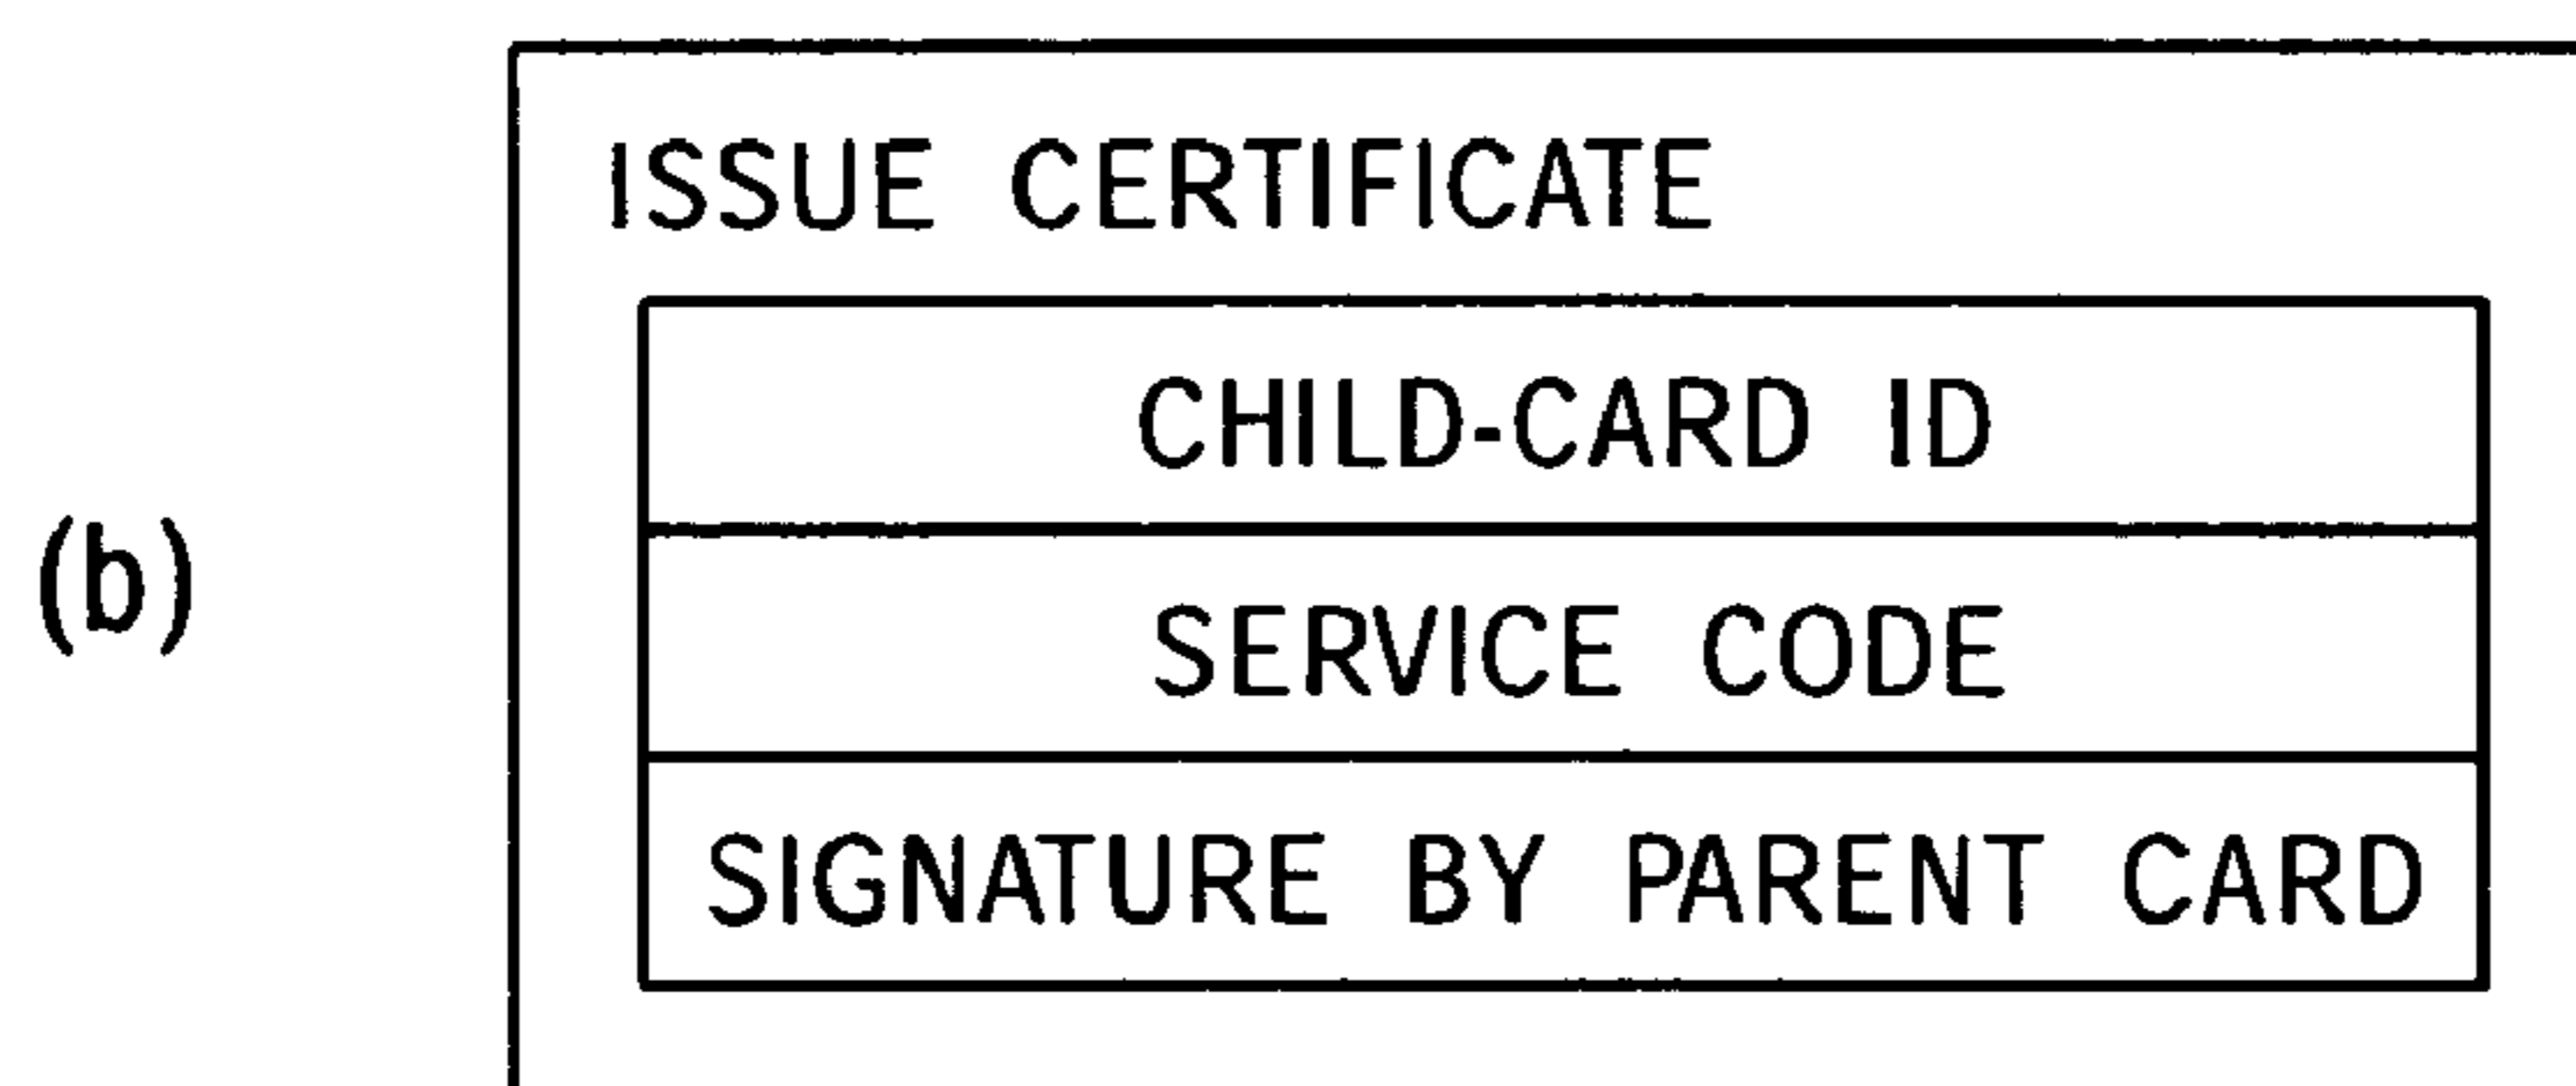 ISSUE CERTIFICATE
CHILD-CARD ID
(b)
SERVICE CODE
SIGNATURE BY PARENT CARD